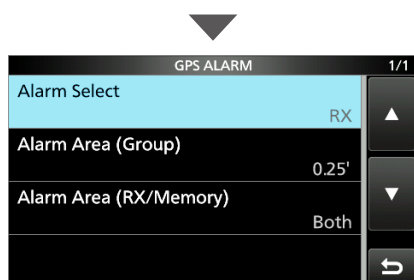 GPS ALARM 1/1
Alarm Select
RX
Alarm Area (Group)
0.25'
Alarm Area (RX/Memory)
Both